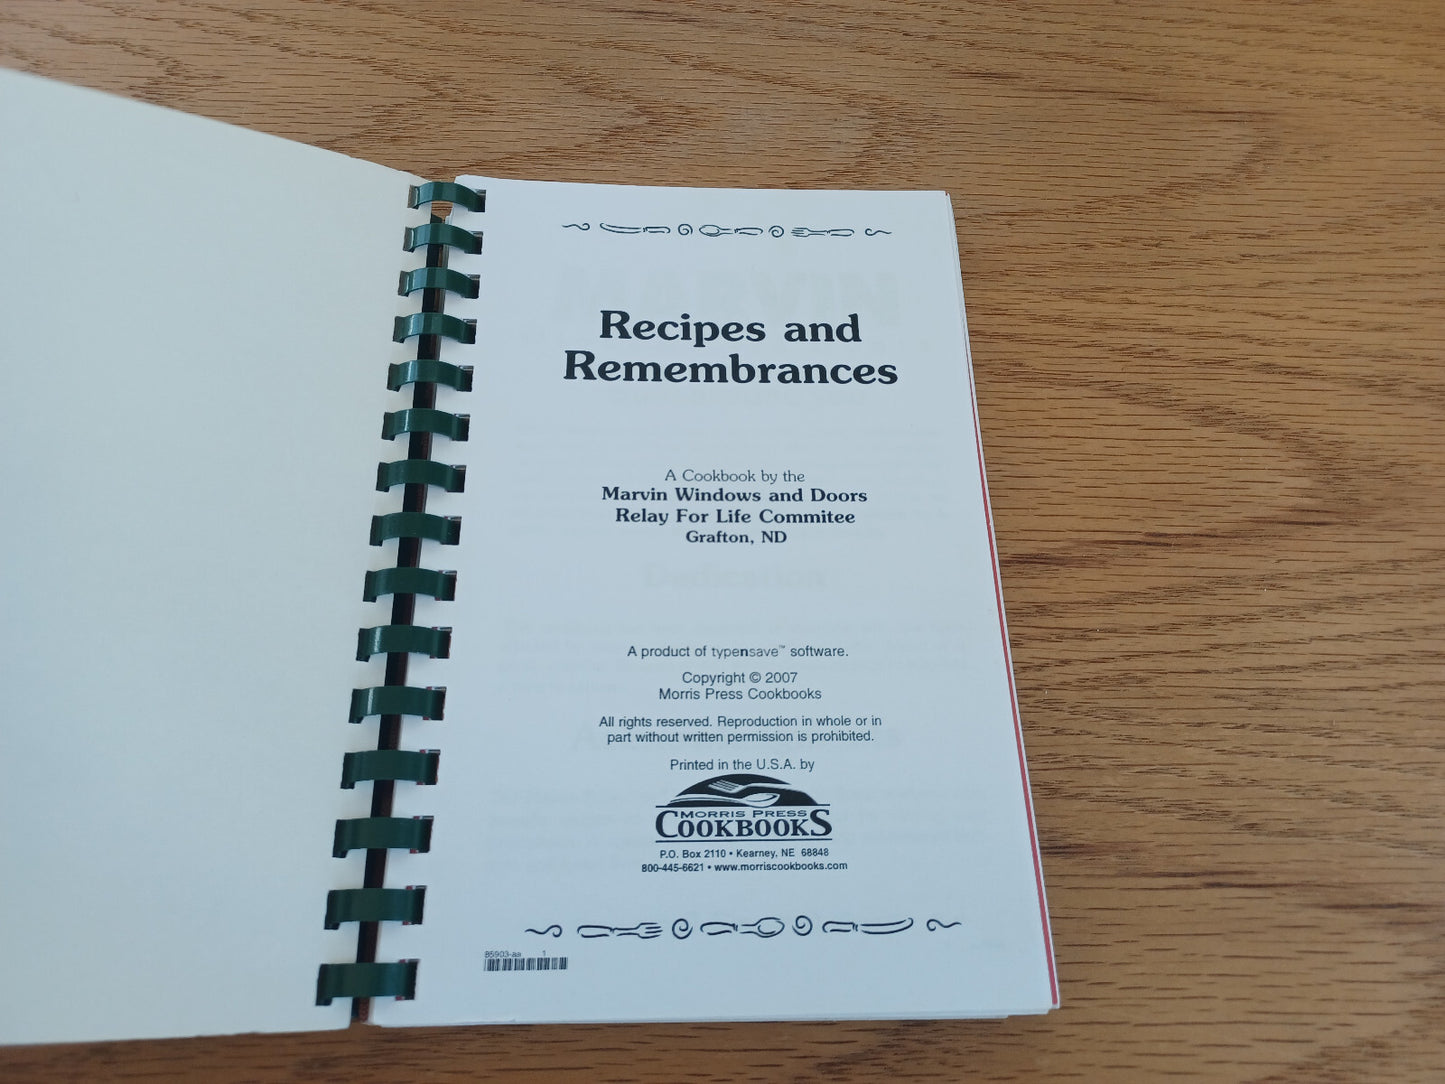 Recipes and
Remembrances
A Cookbook by the
Marvin Windows and Doors
Relay For Life Commitee
Grafton, ND
A product of typensave™ software.
Copyright © 2007
Morris Press Cookbooks
All rights reserved. Reproduction in whole or in
part without written permission is prohibited.
Printed in the U.S.A. by
MORRIS PRESS
COOKBOOKS
P.O. Box 2110 • Kearney, NE 68848
800-445-6621 • www.morriscookbooks.com
85903-aa 1